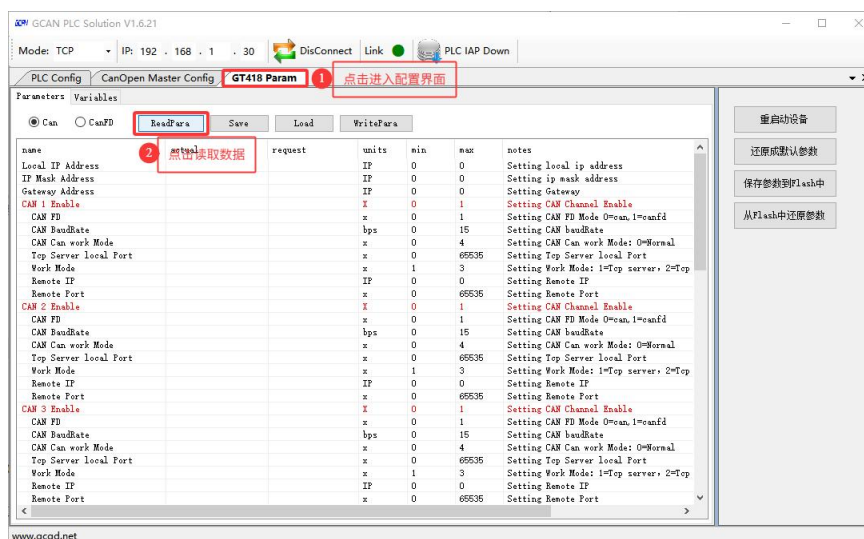 GCAN PLC Solution V1.6.21
Mode: TCP IP: 192 . 168 . 1 . 30 DisConnect Link PLC IAP Down
PLC Config CanOpen Master Config GT418 Param 1 点击进入配置界面
Parameters Variables
Can CanFD ReadPara Save Load WritePara
2 点击读取数据
name actual request units min max notes
Local IP Address IP 0 0 Setting local ip address
IP Mask Address IP 0 0 Setting ip mask address
Gateway Address IP 0 0 Setting Gateway
CAN 1 Enable X 0 1 Setting CAN Channel Enable
CAN FD x 0 1 Setting CAN FD Mode 0=can,1=canfd
CAN BaudRate bps 0 15 Setting CAN baudRate
CAN Can work Mode x 0 4 Setting CAN Can work Mode: 0=Normal
Tcp Server local Port x 0 65535 Setting Tcp Server local Port
Work Mode x 1 3 Setting Work Mode: 1=Tcp server, 2=Tcp
Remote IP IP 0 0 Setting Remote IP
Remote Port x 0 65535 Setting Remote Port
CAN 2 Enable X 0 1 Setting CAN Channel Enable
CAN FD x 0 1 Setting CAN FD Mode 0=can,1=canfd
CAN BaudRate bps 0 15 Setting CAN baudRate
CAN Can work Mode x 0 4 Setting CAN Can work Mode: 0=Normal
Tcp Server local Port x 0 65535 Setting Tcp Server local Port
Work Mode x 1 3 Setting Work Mode: 1=Tcp server, 2=Tcp
Remote IP IP 0 0 Setting Remote IP
Remote Port x 0 65535 Setting Remote Port
CAN 3 Enable X 0 1 Setting CAN Channel Enable
CAN FD x 0 1 Setting CAN FD Mode 0=can,1=canfd
CAN BaudRate bps 0 15 Setting CAN baudRate
CAN Can work Mode x 0 4 Setting CAN Can work Mode: 0=Normal
Tcp Server local Port x 0 65535 Setting Tcp Server local Port
Work Mode x 1 3 Setting Work Mode: 1=Tcp server, 2=Tcp
Remote IP IP 0 0 Setting Remote IP
Remote Port x 0 65535 Setting Remote Port
重启动设备
还原成默认参数
保存参数到Flash中
从Flash中还原参数
www.gcgd.net